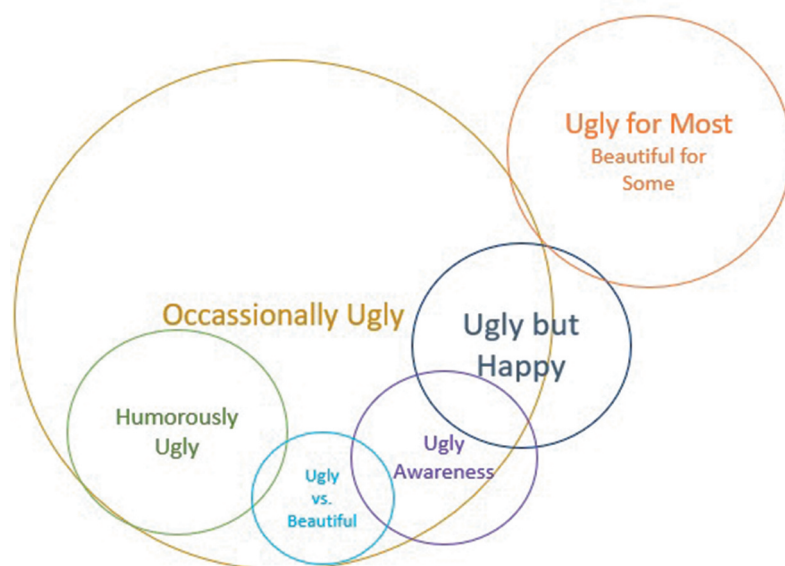 Ugly for Most
Beautiful for
Some
Occassionally Ugly
Ugly but
Happy
Humorously
Ugly
Ugly
Awareness
Ugly
vs.
Beautiful